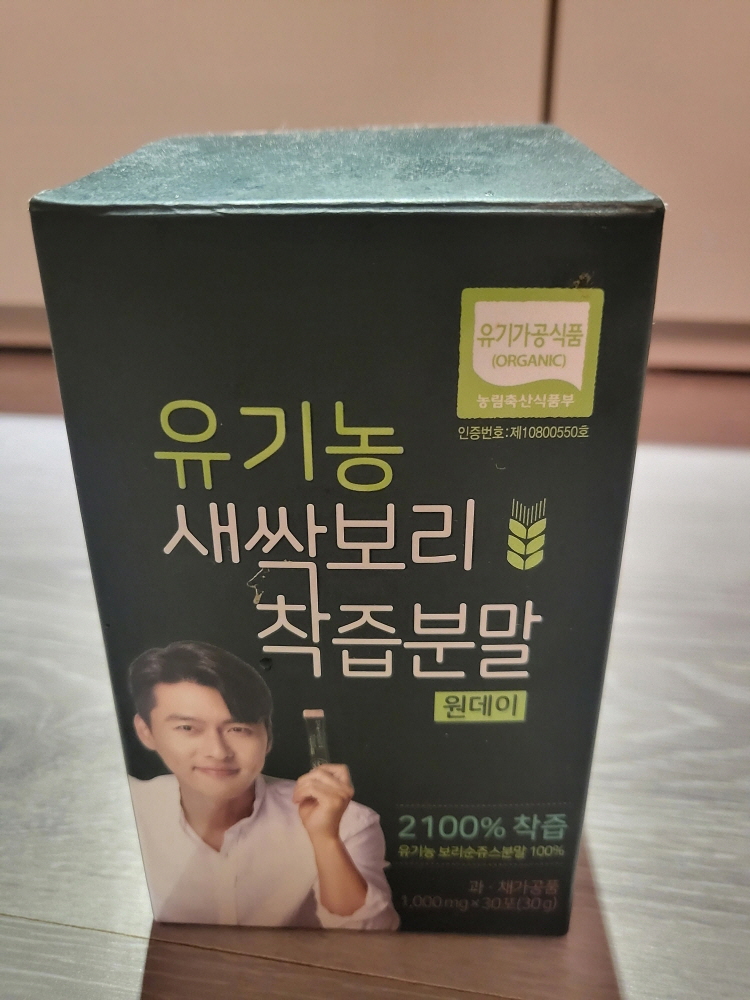 유기가공식품
(ORGANIC)
농림축산식품부
인증번호:제10800550호
유기농
새싹보리
착즙분말
원데이
2100% 착즙
유기농 보리순쥬스분말 100%
과·채가공품
1,000mg×30포(30g)